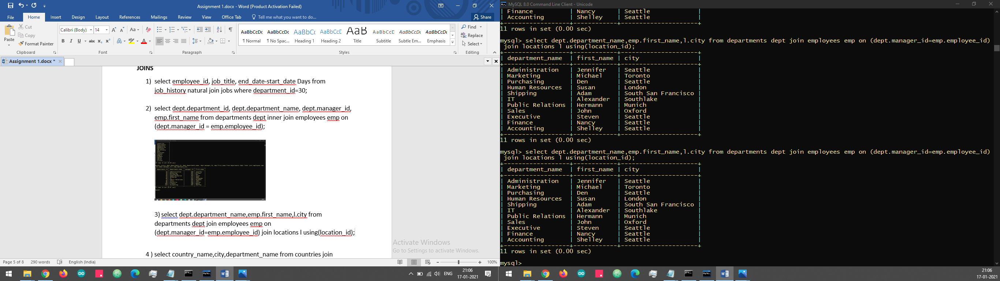 Assignment 1.docx - Word (Product Activation Failed)
File Home Insert Design Layout References Mailings Review View Office Tab Tell me what you want to do... Share
Cut
Copy
Format Painter
Paste
Clipboard
Calibri (Body) 14
Font
Paragraph
AaBbCcDc AaBbCcDc AaBbC( AaBbCcD AaB AaBbCcD AaBbCcDc AaBbCcDc
¶ Normal ¶ No Spac... Heading 1 Heading 2 Title Subtitle Subtle Em... Emphasis
Styles
Find
Replace
Select
Editing
Assignment 1.docx *
JOINS
1) select employee_id, job_title, end_date-start_date Days from
job_history natural join jobs where department_id=30;
2) select dept.department_id, dept.department_name, dept.manager_id,
emp.first_name from departments dept inner join employees emp on
(dept.manager_id = emp.employee_id);
3) select dept.department_name,emp.first_name,l.city from
departments dept join employees emp on
(dept.manager_id=emp.employee_id) join locations l using(location_id);
4 ) select country_name,city,department_name from countries join
Activate Windows
Go to Settings to activate Windows.
Page 5 of 8 290 words English (India) 100%
ENG 21:06
17-01-2021
MySQL 8.0 Command Line Client - Unicode
| Finance | Nancy | Seattle |
| Accounting | Shelley | Seattle |
+------------------+------------+---------------------+
11 rows in set (0.00 sec)
mysql> select dept.department_name,emp.first_name,l.city from departments dept join employees emp on (dept.manager_id=emp.employee_id)
join locations l using(location_id);
+------------------+------------+---------------------+
| department_name | first_name | city |
+------------------+------------+---------------------+
| Administration | Jennifer | Seattle |
| Marketing | Michael | Toronto |
| Purchasing | Den | Seattle |
| Human Resources | Susan | London |
| Shipping | Adam | South San Francisco |
| IT | Alexander | Southlake |
| Public Relations | Hermann | Munich |
| Sales | John | Oxford |
| Executive | Steven | Seattle |
| Finance | Nancy | Seattle |
| Accounting | Shelley | Seattle |
+------------------+------------+---------------------+
11 rows in set (0.00 sec)
mysql> select dept.department_name,emp.first_name,l.city from departments dept join employees emp on (dept.manager_id=emp.employee_id)
join locations l using(location_id);
+------------------+------------+---------------------+
| department_name | first_name | city |
+------------------+------------+---------------------+
| Administration | Jennifer | Seattle |
| Marketing | Michael | Toronto |
| Purchasing | Den | Seattle |
| Human Resources | Susan | London |
| Shipping | Adam | South San Francisco |
| IT | Alexander | Southlake |
| Public Relations | Hermann | Munich |
| Sales | John | Oxford |
| Executive | Steven | Seattle |
| Finance | Nancy | Seattle |
| Accounting | Shelley | Seattle |
+------------------+------------+---------------------+
11 rows in set (0.00 sec)
mysql>
21:06
17-01-2021